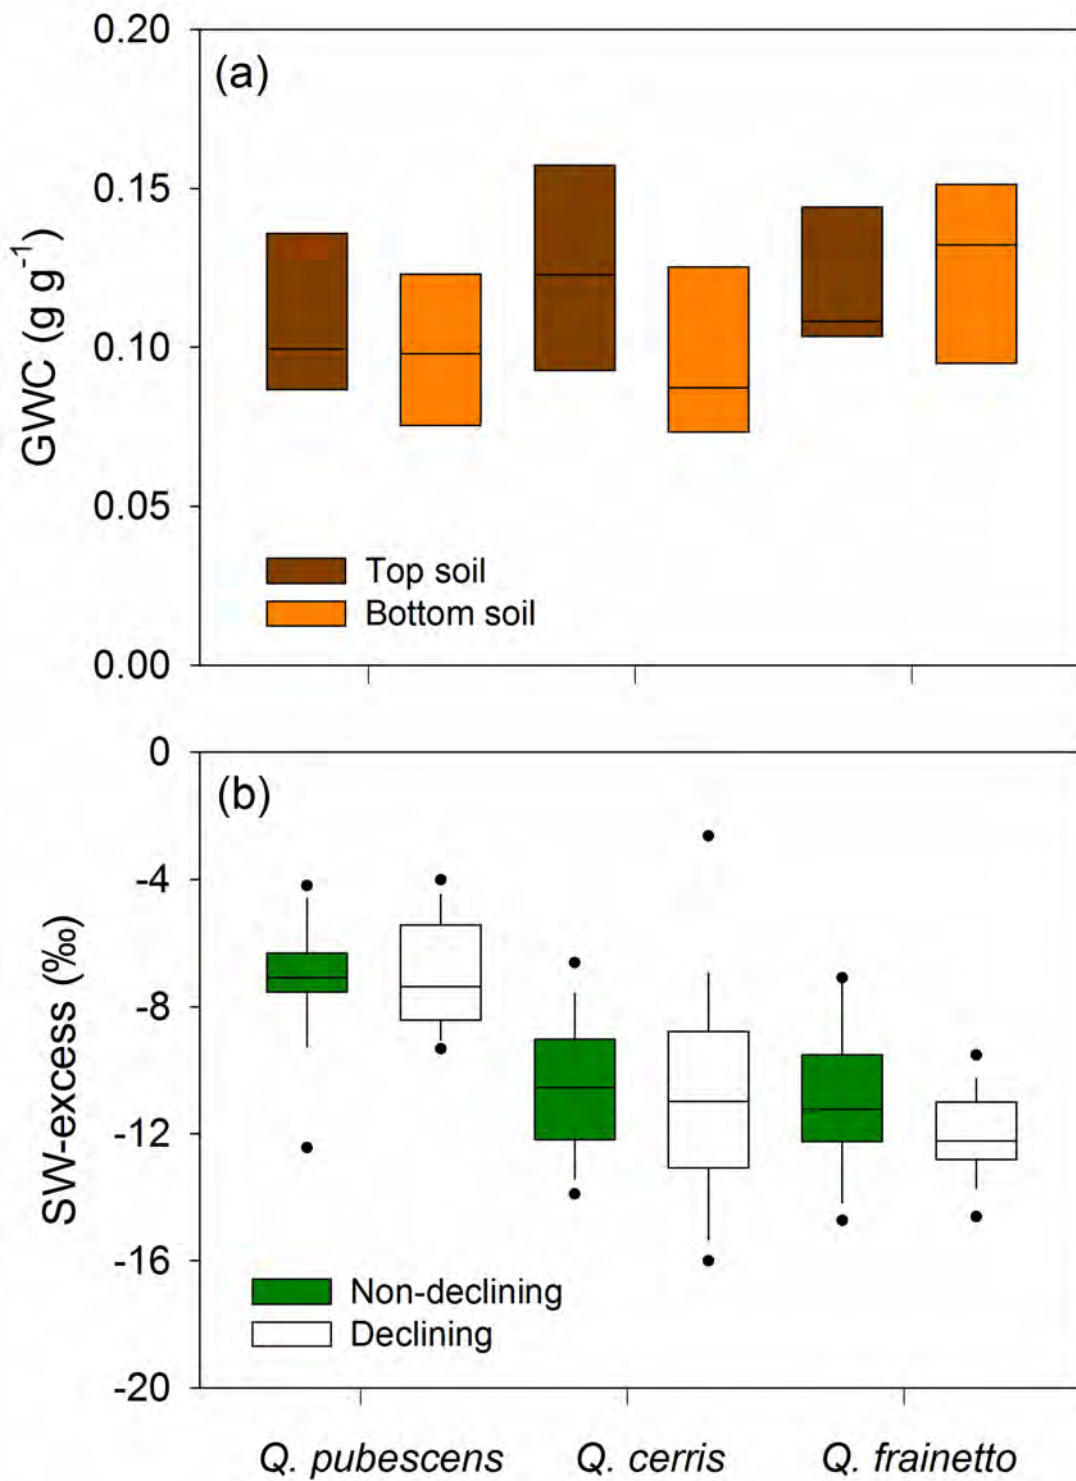 (a)
GWC (g g⁻¹)
0.20
0.15
0.10
0.05
0.00
Top soil
Bottom soil
(b)
SW-excess (‰)
0
-4
-8
-12
-16
-20
Non-declining
Declining
Q. pubescens Q. cerris Q. frainetto